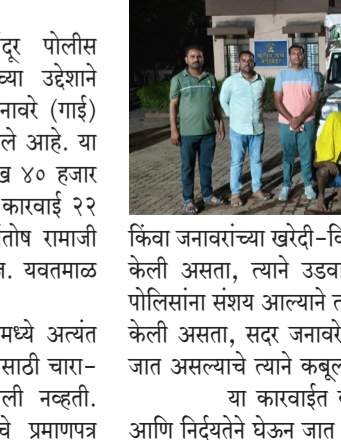 दूर पोलीस
च्या उद्देशाने
नावरे (गाई)
ले आहे. या
ख ४० हजार
कारवाई २२
तोष रामाजी
यवतमाळ
मध्ये अत्यंत
साठी चारा-
ली नव्हती.
चे प्रमाणपत्र
किंवा जनावरांच्या खरेदी-वि
केली असता, त्याने उडवा
पोलिसांना संशय आल्याने त
केली असता, सदर जनावरे
जात असल्याचे त्याने कबूल
या कारवाईत
आणि निर्दयतेने घेऊन जात